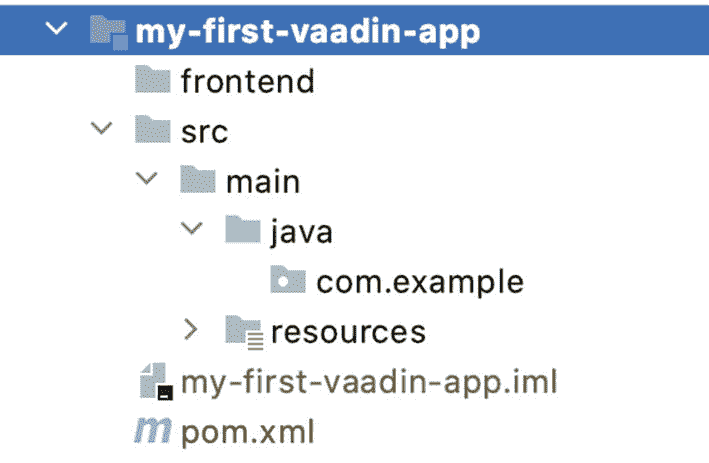 my-first-vaadin-app
frontend
src
main
java
com.example
resources
my-first-vaadin-app.iml
m pom.xml